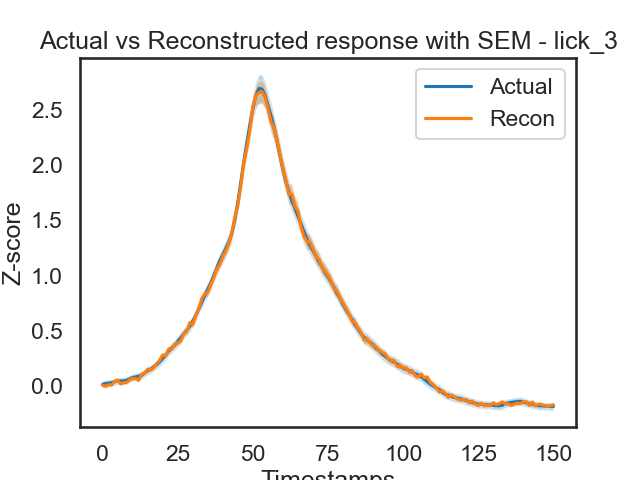 Actual vs Reconstructed response with SEM - lick_3
Actual
Recon
Z-score
2.5
2.0
1.5
1.0
0.5
0.0
0 25 50 75 100 125 150
Timestamps